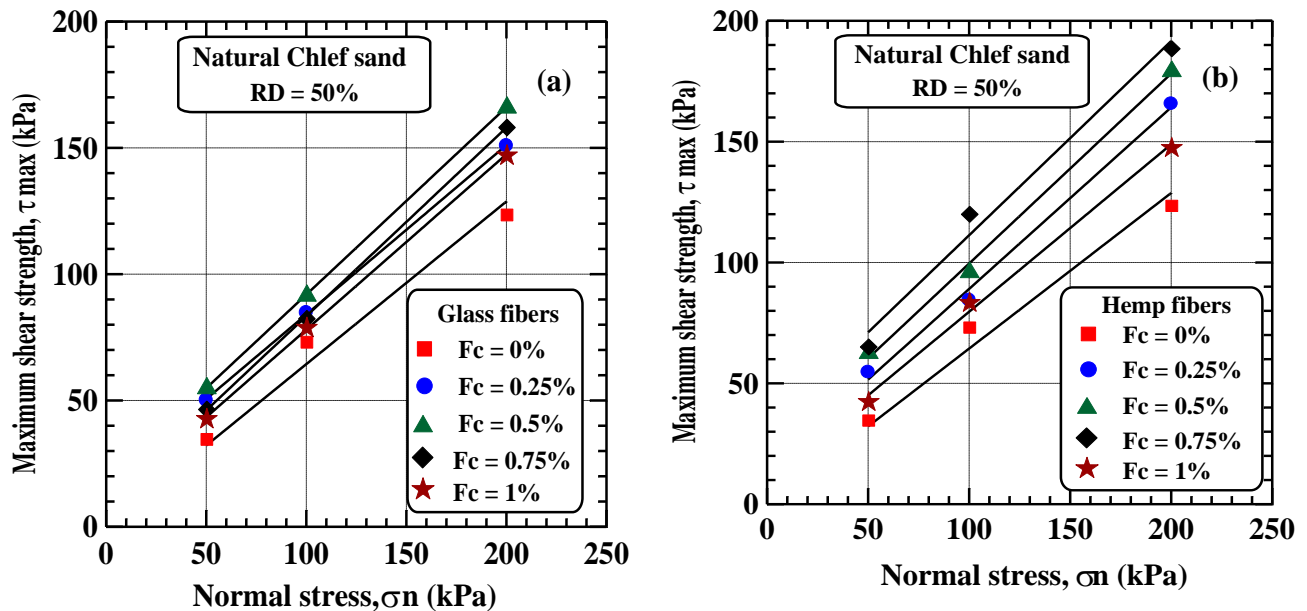 Maximum shear strength, τ max (kPa)
200
150
100
50
0
Natural Chlef sand
RD = 50%
(a)
Glass fibers
Fc = 0%
Fc = 0.25%
Fc = 0.5%
Fc = 0.75%
Fc = 1%
0 50 100 150 200 250
Normal stress,σn (kPa)
Maximum shear strength, τ max (kPa)
200
150
100
50
0
Natural Chlef sand
RD = 50%
(b)
Hemp fibers
Fc = 0%
Fc = 0.25%
Fc = 0.5%
Fc = 0.75%
Fc = 1%
0 50 100 150 200 250
Normal stress, σn (kPa)